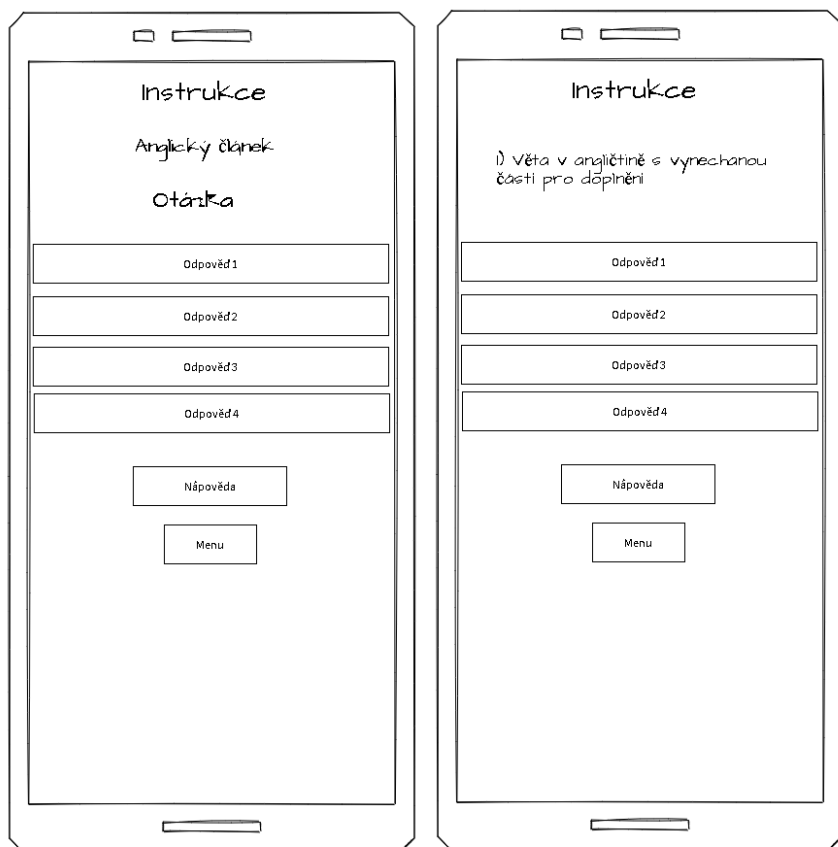 Instrukce
Anglický článek
Otázka
Odpověď 1
Odpověď 2
Odpověď 3
Odpověď 4
Nápověda
Menu
Instrukce
1) Věta v angličtině s vynechanou
částí pro doplnění
Odpověď 1
Odpověď 2
Odpověď 3
Odpověď 4
Nápověda
Menu